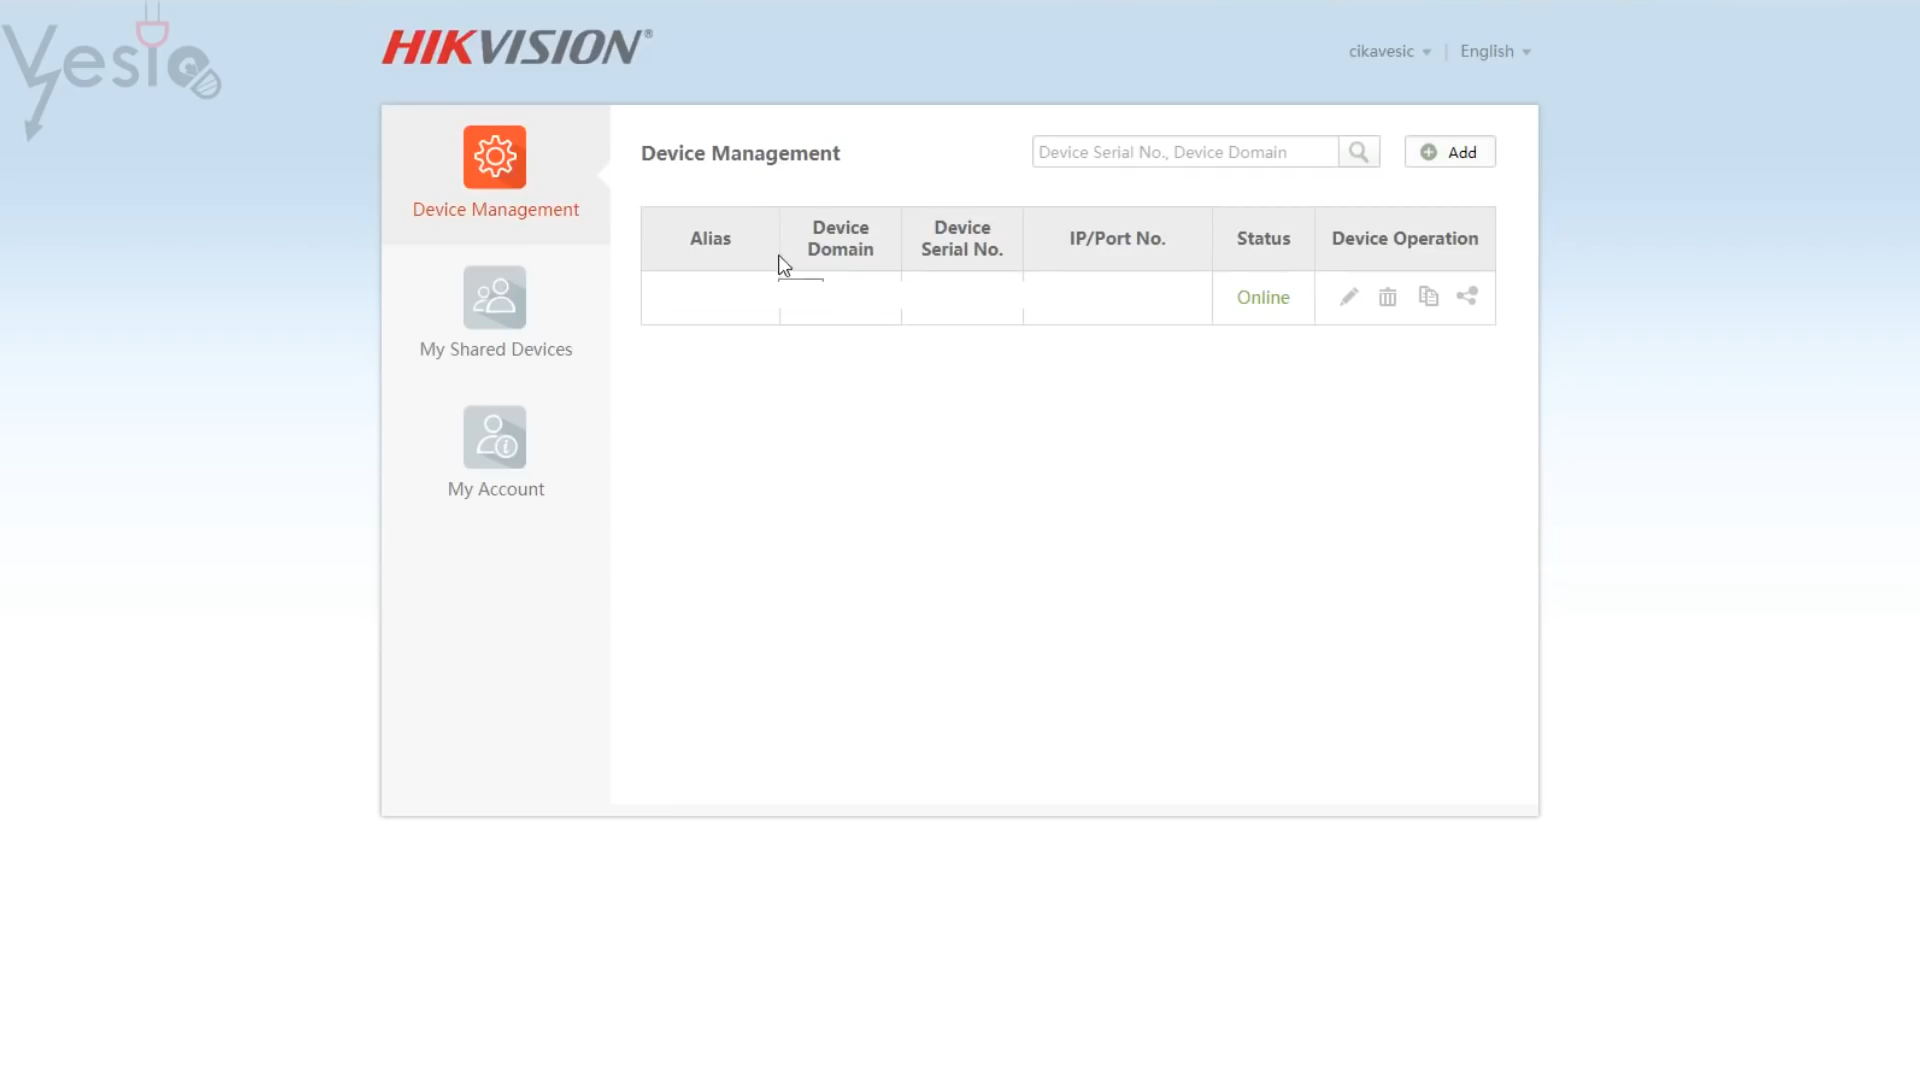 Vesic
HIKVISION®
cikavesic
English
Device Management
Device Serial No., Device Domain
Add
Device Management
Alias
Device Domain
Device Serial No.
IP/Port No.
Status
Device Operation
Online
My Shared Devices
My Account